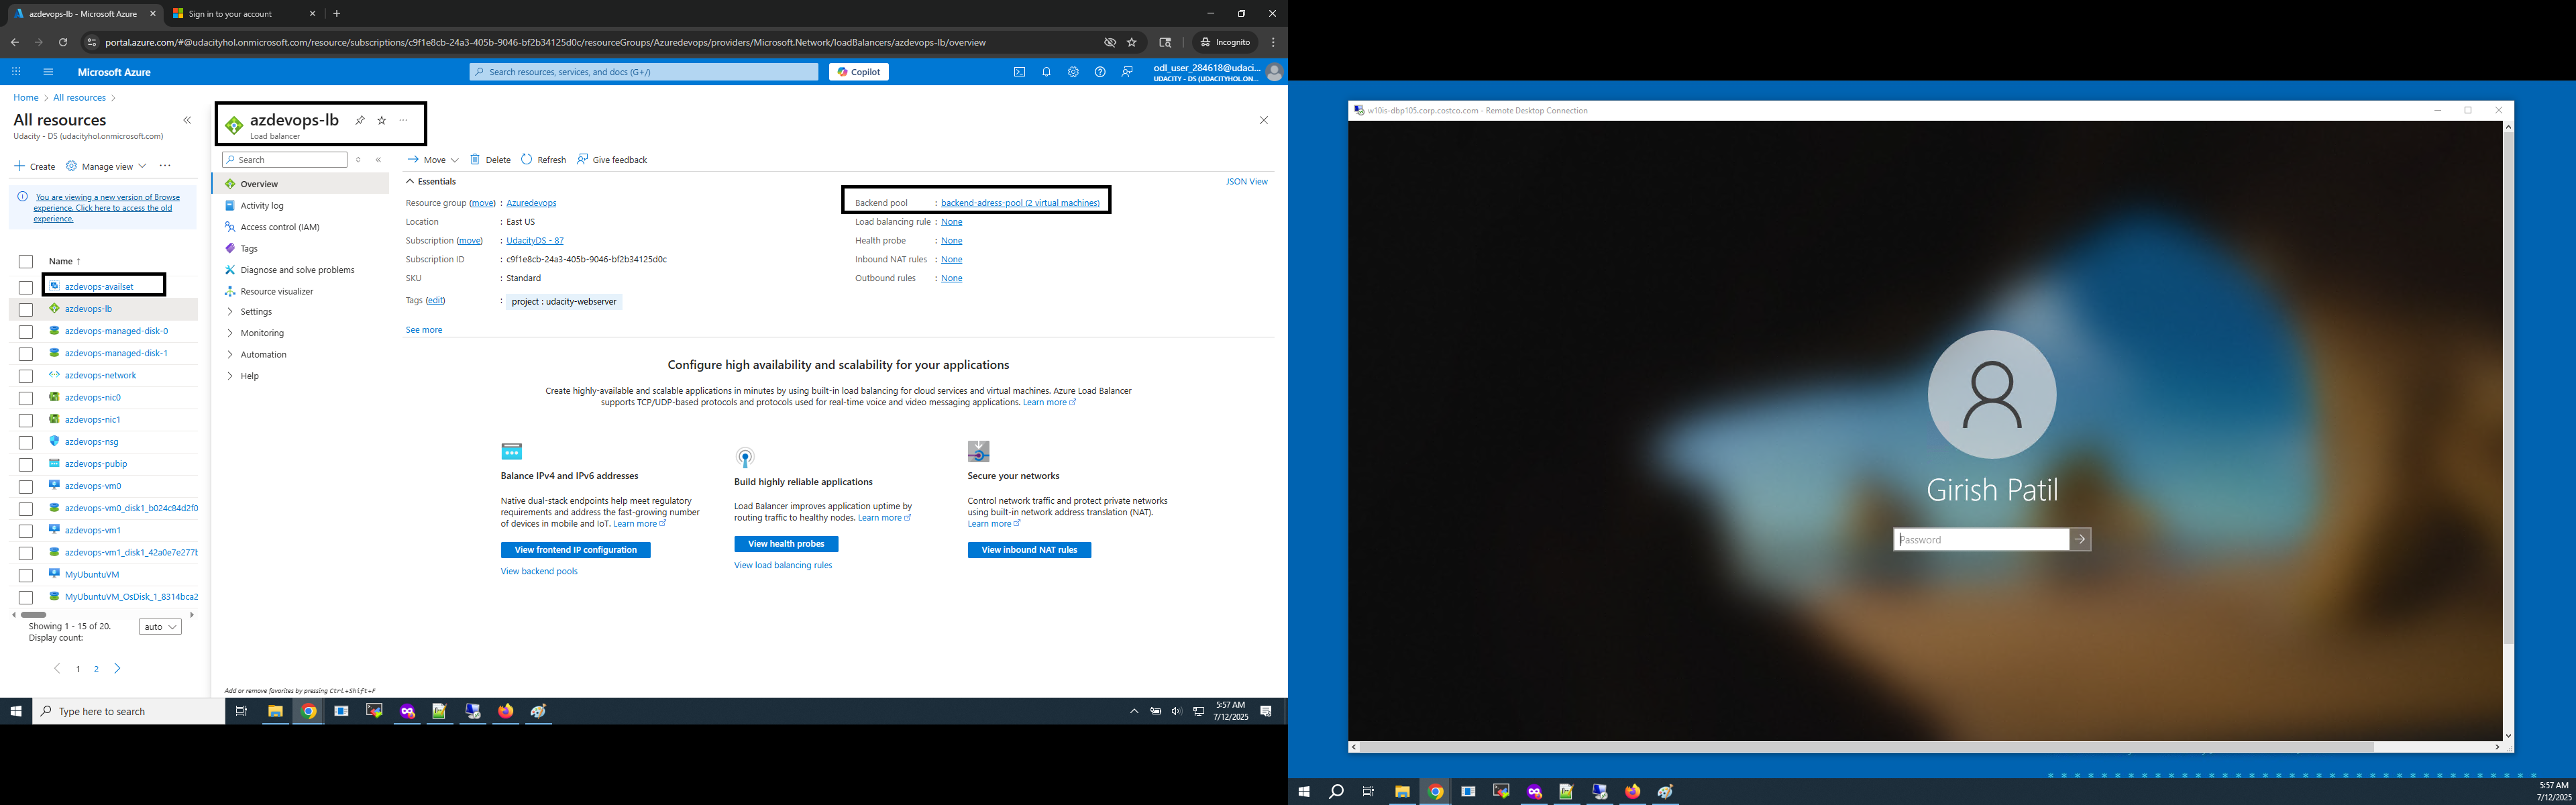 azdevops-lb - Microsoft Azure
Sign in to your account
portal.azure.com/#@udacityhol.onmicrosoft.com/resource/subscriptions/c9f1e8cb-24a3-405b-9046-bf2b34125d0c/resourceGroups/Azuredevops/providers/Microsoft.Network/loadBalancers/azdevops-lb/overview
Incognito
Microsoft Azure
Search resources, services, and docs (G+/)
Copilot
odl_user_284618@udaci...
UDACITY - DS (UDACITYHOL.ON...
Home > All resources >
All resources
Udacity - DS (udacityhol.onmicrosoft.com)
Create
Manage view
You are viewing a new version of Browse
experience. Click here to access the old
experience.
Name ↑
azdevops-availset
azdevops-lb
azdevops-managed-disk-0
azdevops-managed-disk-1
azdevops-network
azdevops-nic0
azdevops-nic1
azdevops-nsg
azdevops-pubip
azdevops-vm0
azdevops-vm0_disk1_b024c84d2f0
azdevops-vm1
azdevops-vm1_disk1_42a0e7e277b
MyUbuntuVM
MyUbuntuVM_OsDisk_1_8314bca2
Showing 1 - 15 of 20.
Display count:
auto
1 2
azdevops-lb
Load balancer
Search
Overview
Activity log
Access control (IAM)
Tags
Diagnose and solve problems
Resource visualizer
Settings
Monitoring
Automation
Help
Add or remove favorites by pressing Ctrl+Shift+F
Move
Delete
Refresh
Give feedback
Essentials
JSON View
Resource group (move) : Azuredevops
Location : East US
Subscription (move) : UdacityDS - 87
Subscription ID : c9f1e8cb-24a3-405b-9046-bf2b34125d0c
SKU : Standard
Tags (edit) : project : udacity-webserver
See more
Backend pool : backend-adress-pool (2 virtual machines)
Load balancing rule : None
Health probe : None
Inbound NAT rules : None
Outbound rules : None
Configure high availability and scalability for your applications
Create highly-available and scalable applications in minutes by using built-in load balancing for cloud services and virtual machines. Azure Load Balancer
supports TCP/UDP-based protocols and protocols used for real-time voice and video messaging applications. Learn more
Balance IPv4 and IPv6 addresses
Native dual-stack endpoints help meet regulatory
requirements and address the fast-growing number
of devices in mobile and IoT. Learn more
View frontend IP configuration
View backend pools
Build highly reliable applications
Load Balancer improves application uptime by
routing traffic to healthy nodes. Learn more
View health probes
View load balancing rules
Secure your networks
Control network traffic and protect private networks
using built-in network address translation (NAT).
Learn more
View inbound NAT rules
Type here to search
5:57 AM
7/12/2025
w10is-dbp105.corp.costco.com - Remote Desktop Connection
Girish Patil
Password
5:57 AM
7/12/2025